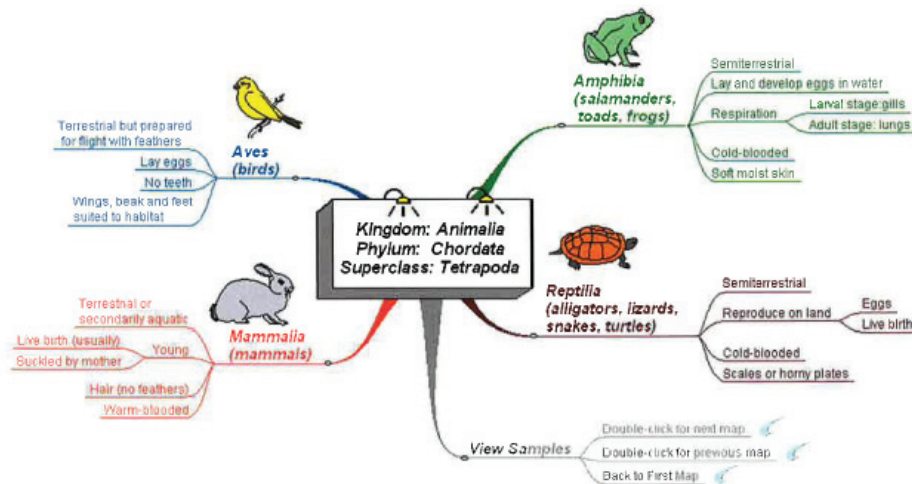 Kingdom: Animalia
Phylum: Chordata
Superclass: Tetrapoda
Amphibia
(salamanders,
toads, frogs)
Semiterrestrial
Lay and develop eggs in water
Respiration
Larval stage:gills
Adult stage: lungs
Cold-blooded
Soft moist skin
Aves
(birds)
Terrestrial but prepared
for flight with feathers
Lay eggs
No teeth
Wings, beak and feet
suited to habitat
Reptilia
(alligators, lizards,
snakes, turtles)
Semiterrestrial
Reproduce on land
Eggs
Live birth
Cold-blooded
Scales or horny plates
Mammalia
(mammals)
Terrestrial or
secondarily aquatic
Young
Live birth (usually)
Suckled by mother
Hair (no feathers)
Warm-blooded
View Samples
Double-click for next map
Double-click for previous map
Back to First Map